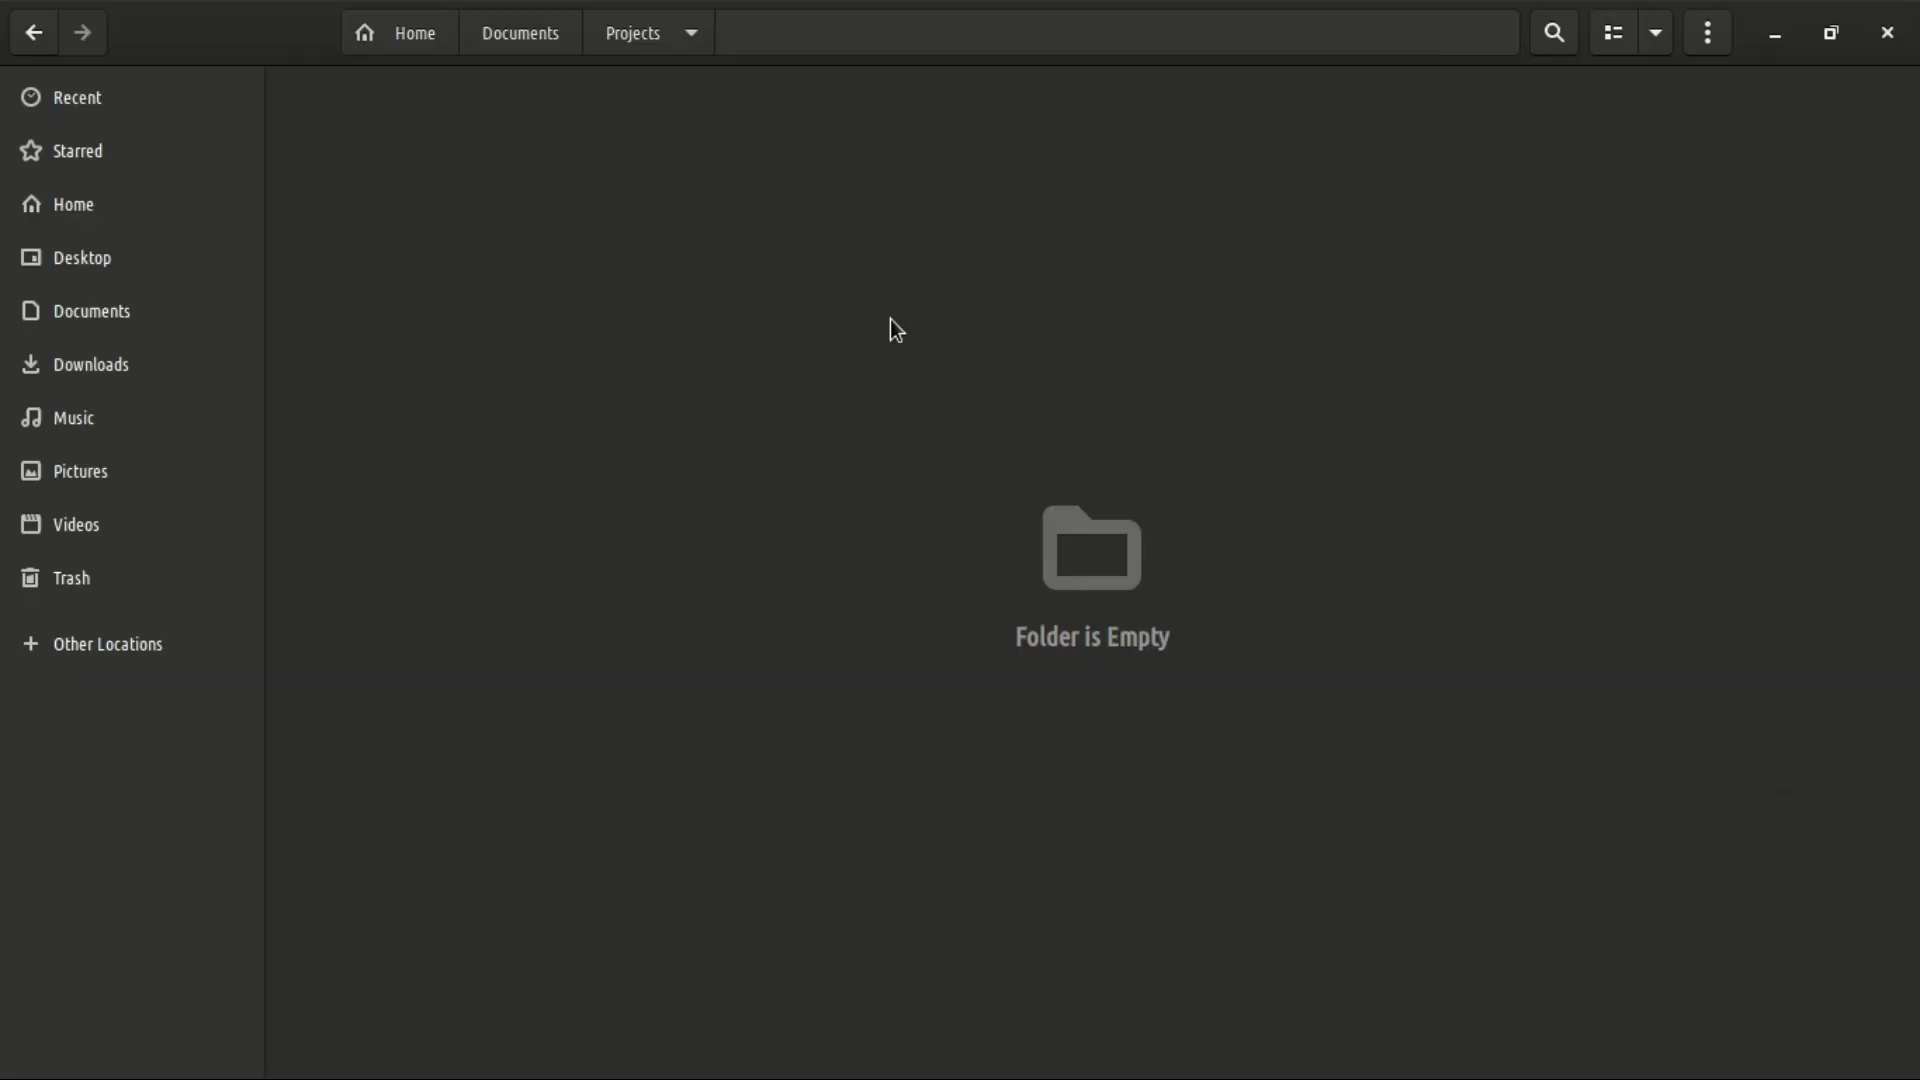 Home
Documents
Projects
Recent
Starred
Home
Desktop
Documents
Downloads
Music
Pictures
Videos
Trash
Other Locations
Folder is Empty